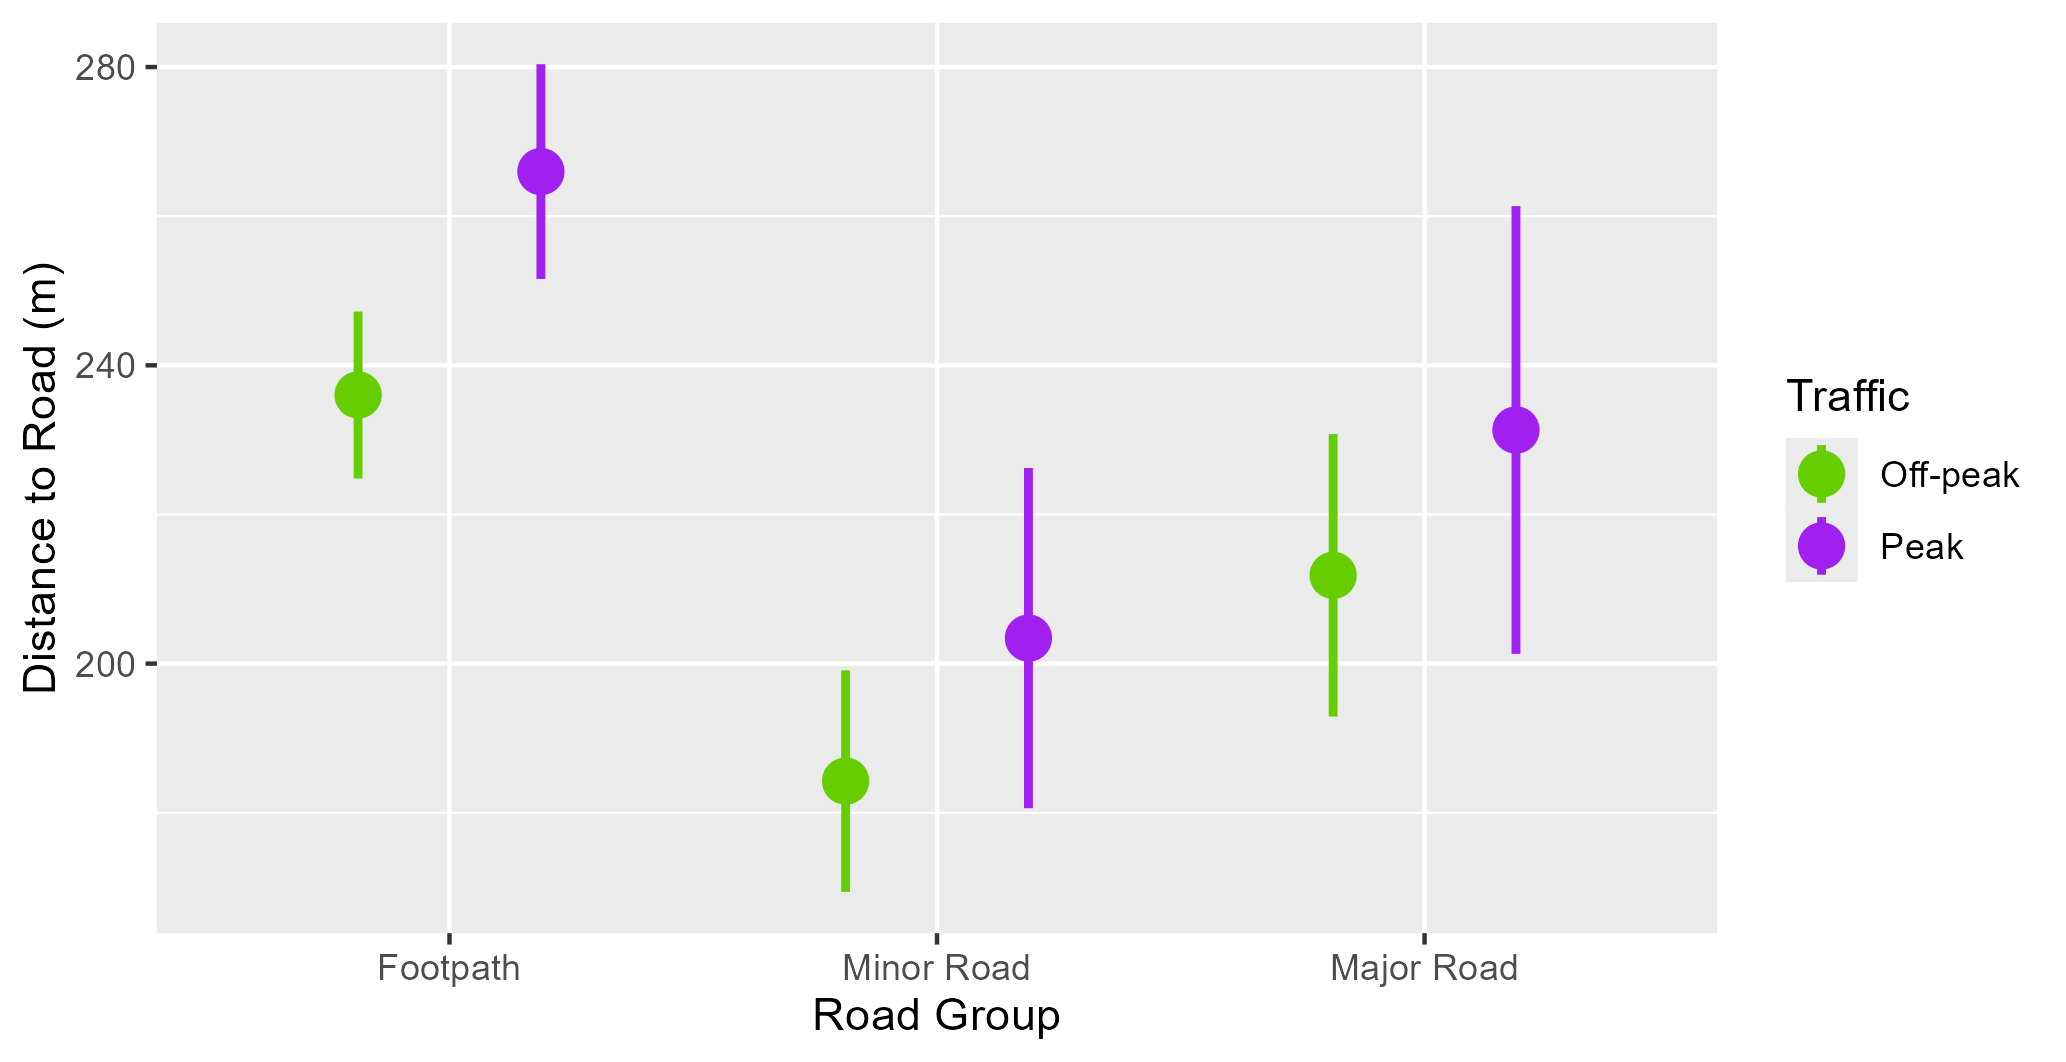 280
240
200
Distance to Road (m)
Footpath
Minor Road
Major Road
Road Group
Traffic
Off-peak
Peak